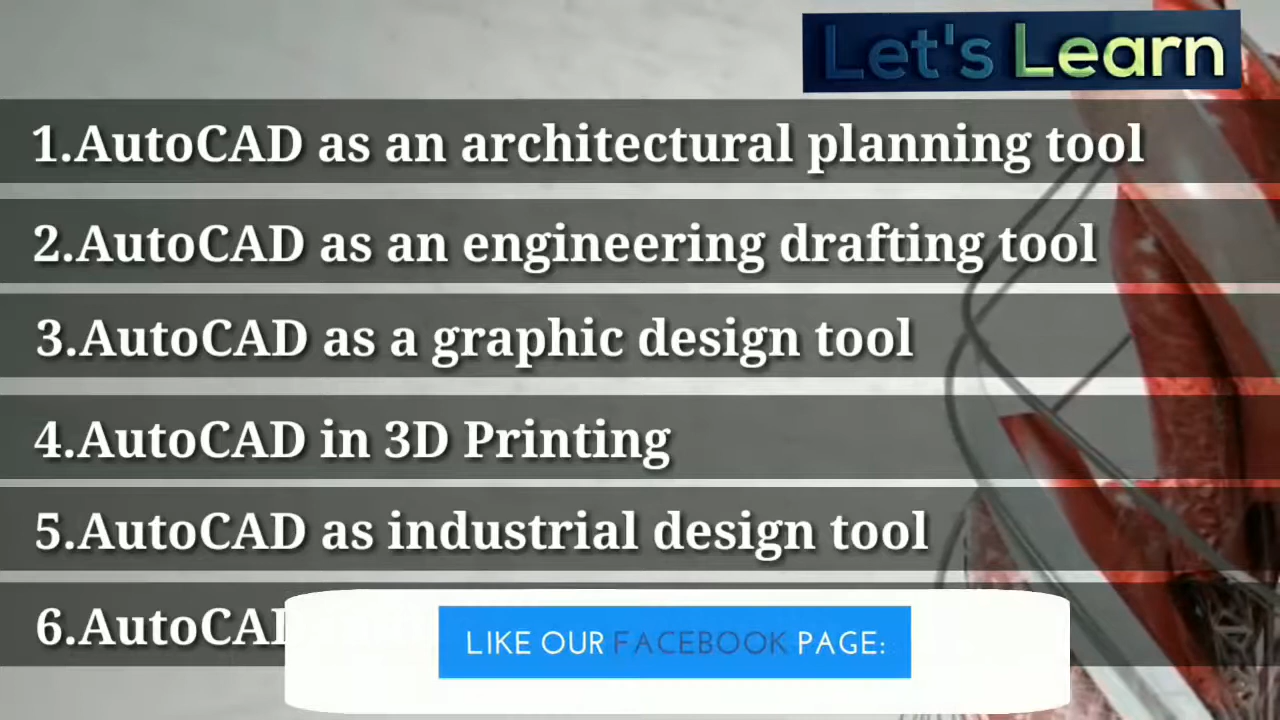 Let's Learn
1.AutoCAD as an architectural planning tool
2.AutoCAD as an engineering drafting tool
3.AutoCAD as a graphic design tool
4.AutoCAD in 3D Printing
5.AutoCAD as industrial design tool
6.AutoCAD
LIKE OUR FACEBOOK PAGE: